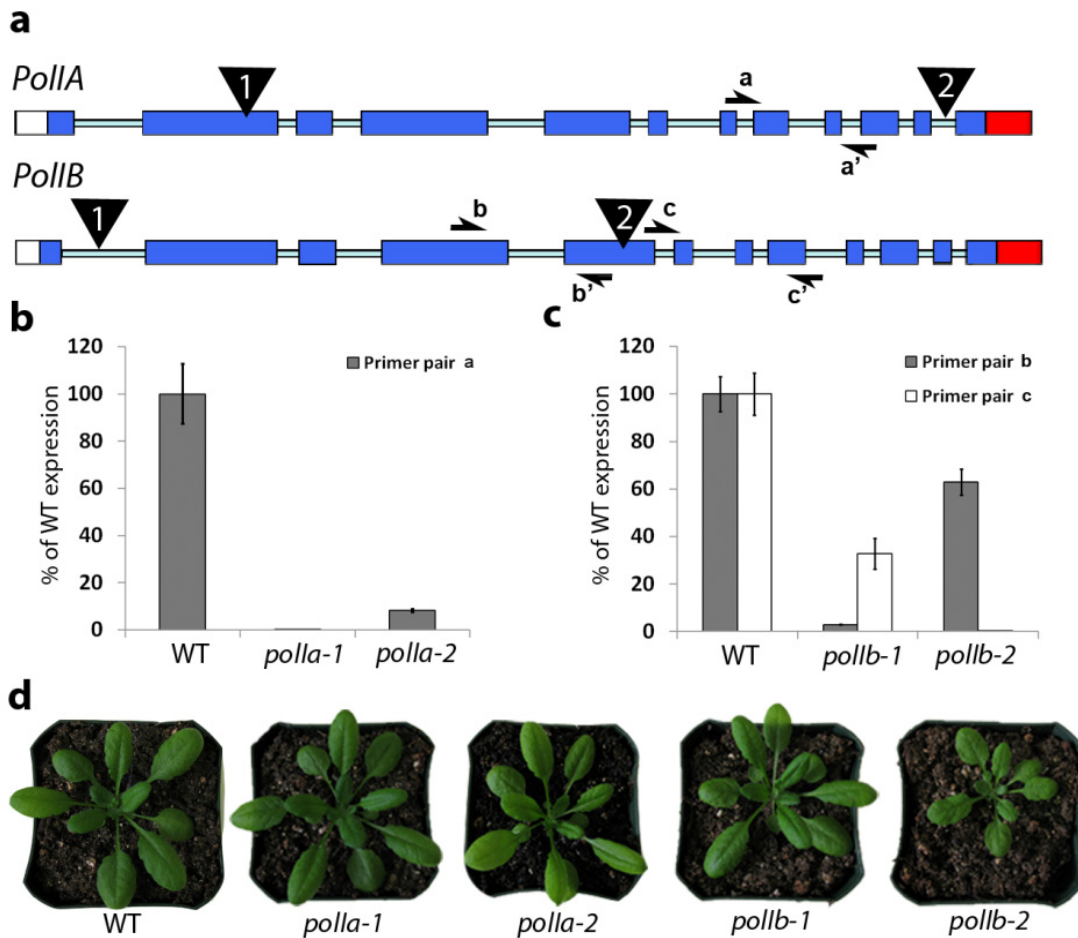 a
PolIA
1
a
2
a'
PolIB
1
b
2
c
b'
c'
b
120
100
80
60
40
20
0
% of WT expression
Primer pair a
WT
polIa-1
polIa-2
c
120
100
80
60
40
20
0
% of WT expression
Primer pair b
Primer pair c
WT
polIb-1
polIb-2
d
WT
polIa-1
polIa-2
polIb-1
polIb-2